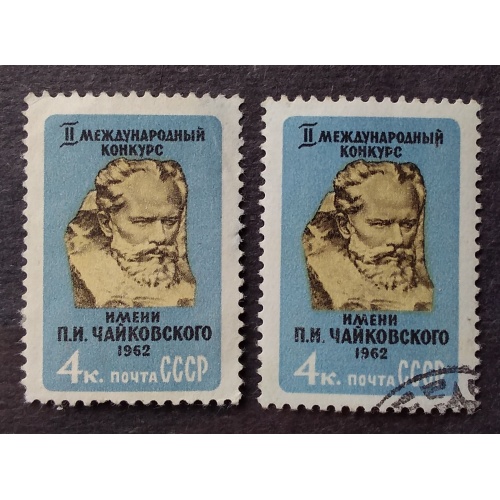 II МЕЖДУНАРОДНЫЙ
КОНКУРС
ИМЕНИ
П.И. ЧАЙКОВСКОГО
1962
4к. ПОЧТА СССР
II МЕЖДУНАРОДНЫЙ
КОНКУРС
ИМЕНИ
П.И. ЧАЙКОВСКОГО
1962
4к. ПОЧТА СССР